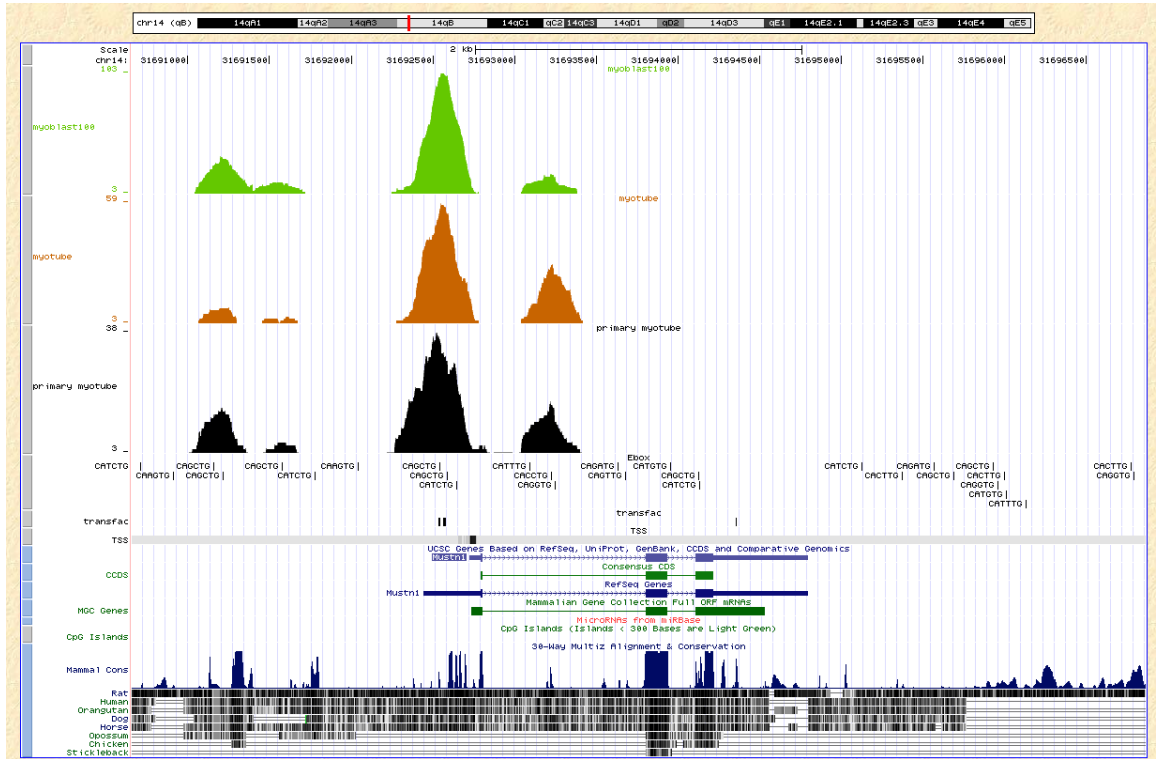 chr14 (qB) 14qA1 14qA2 14qA3 14qB 14qC1 qC2 14qC3 14qD1 qD2 14qD3 qE1 14qE2.1 14qE2.3 qE3 14qE4 qE5
Scale 2 kb
chr14: 31691000 31691500 31692000 31692500 31693000 31693500 31694000 31694500 31695000 31695500 31696000 31696500
103 _ myoblast100
myoblast100
3 _
59 _ myotube
myotube
3 _
38 _ primary myotube
primary myotube
3 _
Ebox
CATCTG CAGCTG CAGCTG CAAGTG CAGCTG CATTTG CAGATG CATGTG CATCTG CAGATG CAGCTG CACTTG
CAAGTG CAGCTG CATCTG CAGCTG CACCTG CAGTTG CAGCTG CACTTG CAGCTG CACTTG CAGGTG
CATCTG CAGGTG CATCTG CAGGTG
CATGTG
CATTTG
transfac
transfac
TSS
TSS
UCSC Genes Based on RefSeq, UniProt, GenBank, CCDS and Comparative Genomics
Mustn1
Consensus CDS
CCDS
RefSeq Genes
Mustn1
Mammalian Gene Collection Full ORF mRNAs
MGC Genes
MicroRNAs from miRBase
CpG Islands (Islands < 300 Bases are Light Green)
CpG Islands
30-Way Multiz Alignment & Conservation
Mammal Cons
Rat
Human
Orangutan
Dog
Horse
Opossum
Chicken
Stickleback